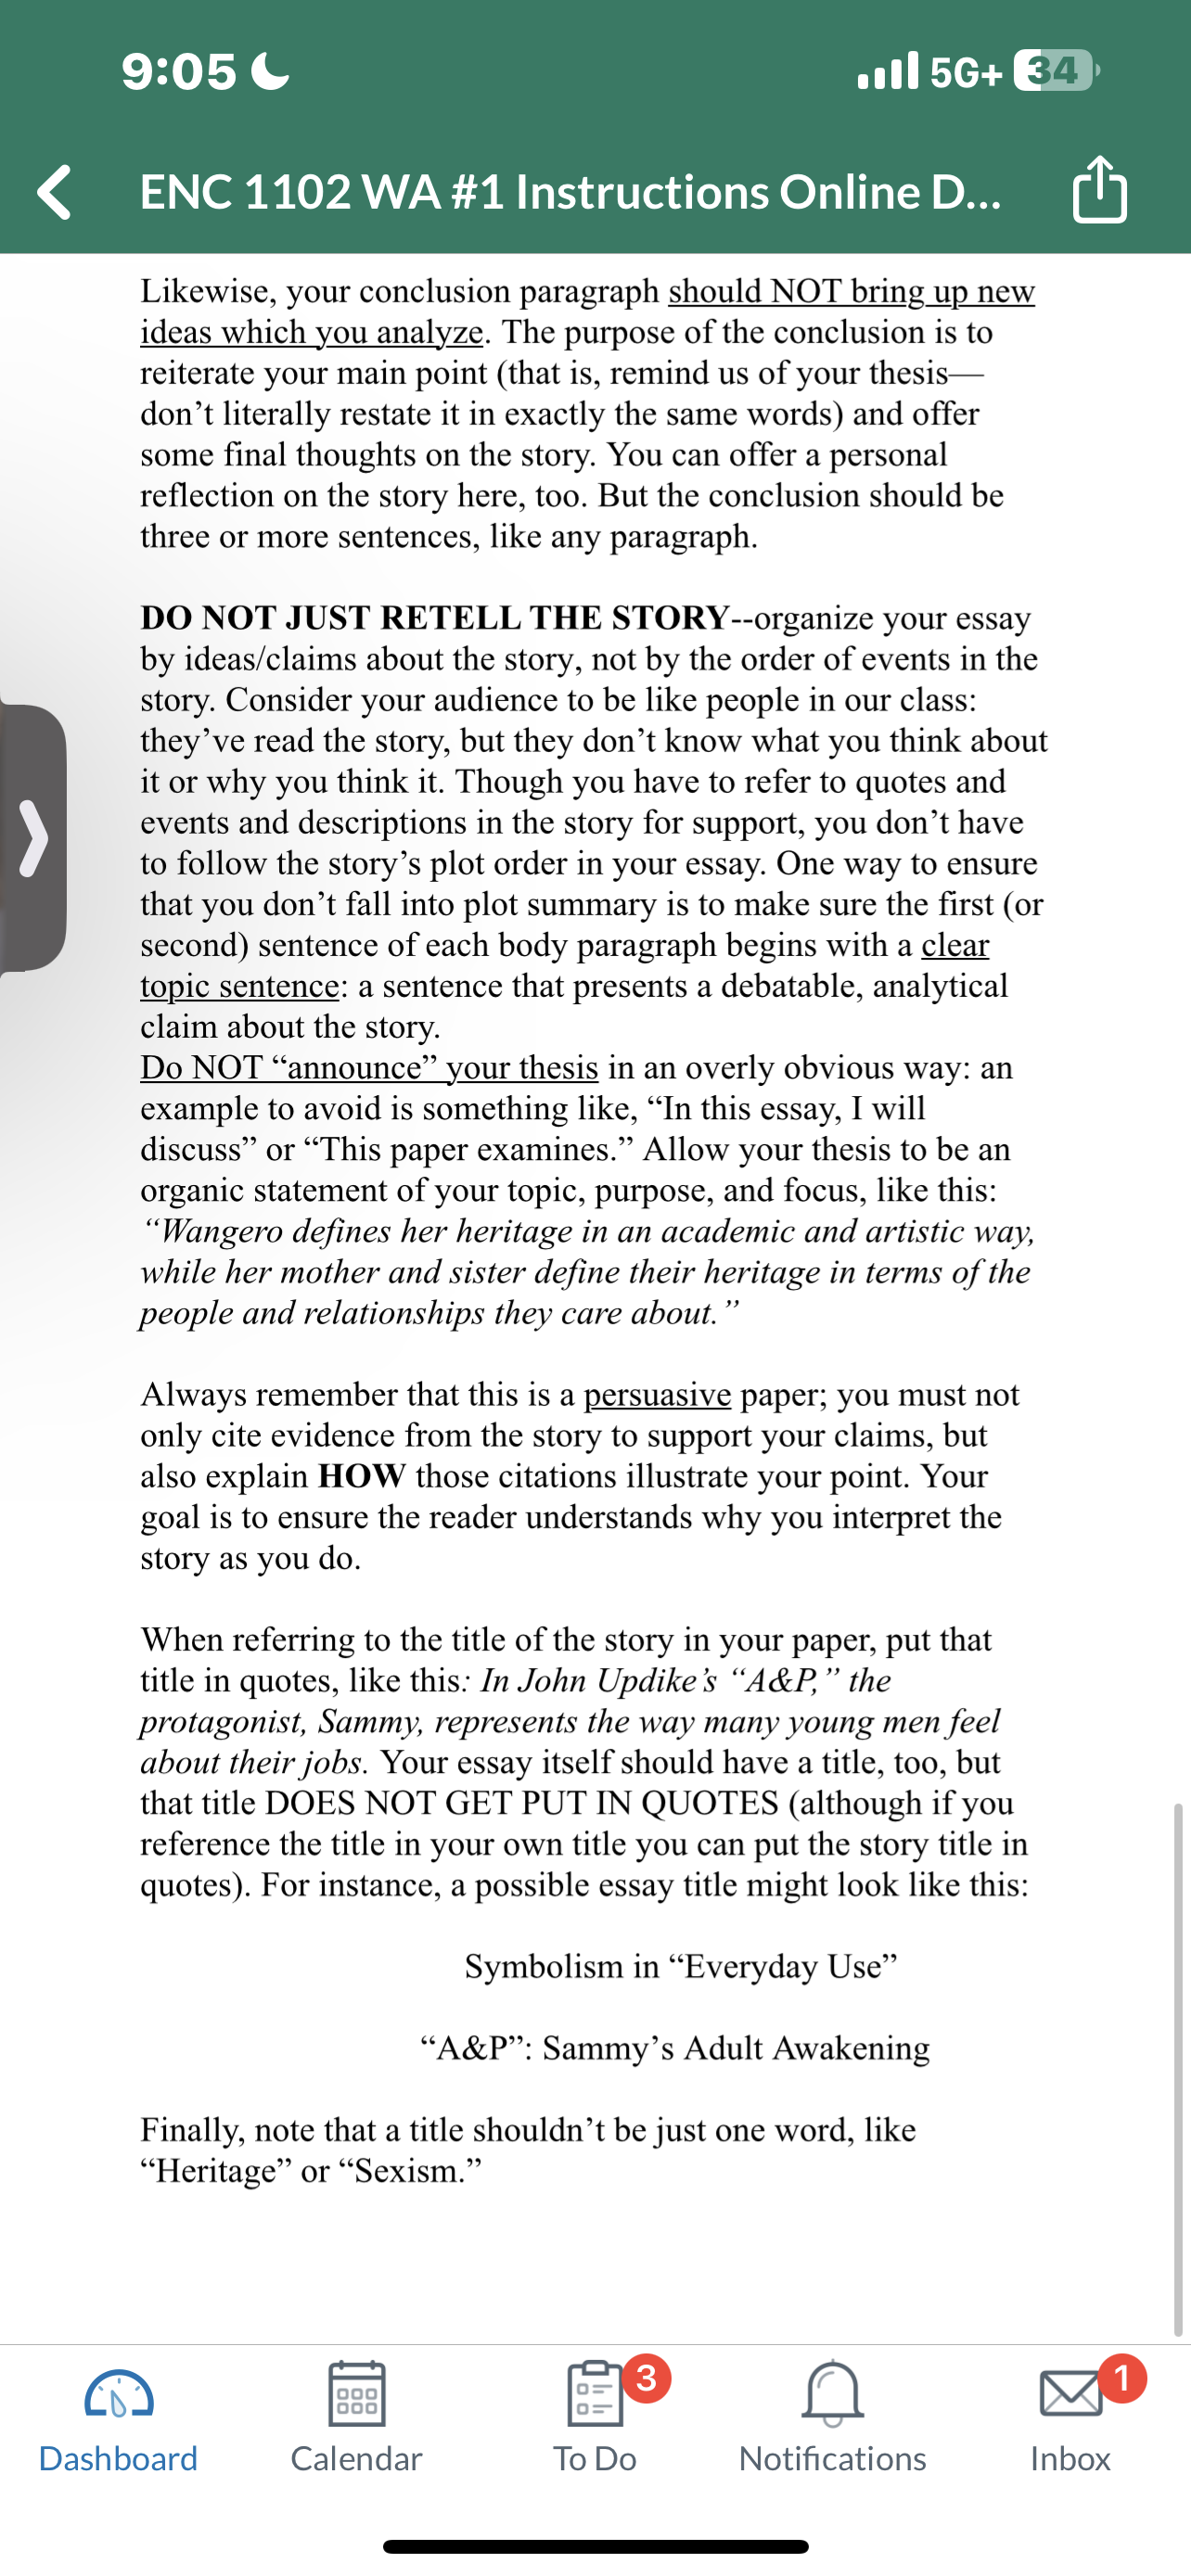 9:05
5G+ 34
ENC 1102 WA #1 Instructions Online D...
Likewise, your conclusion paragraph should NOT bring up new
ideas which you analyze. The purpose of the conclusion is to
reiterate your main point (that is, remind us of your thesis—
don’t literally restate it in exactly the same words) and offer
some final thoughts on the story. You can offer a personal
reflection on the story here, too. But the conclusion should be
three or more sentences, like any paragraph.
DO NOT JUST RETELL THE STORY--organize your essay
by ideas/claims about the story, not by the order of events in the
story. Consider your audience to be like people in our class:
they’ve read the story, but they don’t know what you think about
it or why you think it. Though you have to refer to quotes and
events and descriptions in the story for support, you don’t have
to follow the story’s plot order in your essay. One way to ensure
that you don’t fall into plot summary is to make sure the first (or
second) sentence of each body paragraph begins with a clear
topic sentence: a sentence that presents a debatable, analytical
claim about the story.
Do NOT “announce” your thesis in an overly obvious way: an
example to avoid is something like, “In this essay, I will
discuss” or “This paper examines.” Allow your thesis to be an
organic statement of your topic, purpose, and focus, like this:
“Wangero defines her heritage in an academic and artistic way,
while her mother and sister define their heritage in terms of the
people and relationships they care about.”
Always remember that this is a persuasive paper; you must not
only cite evidence from the story to support your claims, but
also explain HOW those citations illustrate your point. Your
goal is to ensure the reader understands why you interpret the
story as you do.
When referring to the title of the story in your paper, put that
title in quotes, like this: In John Updike’s “A&P,” the
protagonist, Sammy, represents the way many young men feel
about their jobs. Your essay itself should have a title, too, but
that title DOES NOT GET PUT IN QUOTES (although if you
reference the title in your own title you can put the story title in
quotes). For instance, a possible essay title might look like this:
Symbolism in “Everyday Use”
“A&P”: Sammy’s Adult Awakening
Finally, note that a title shouldn’t be just one word, like
“Heritage” or “Sexism.”
3
1
Dashboard Calendar To Do Notifications Inbox